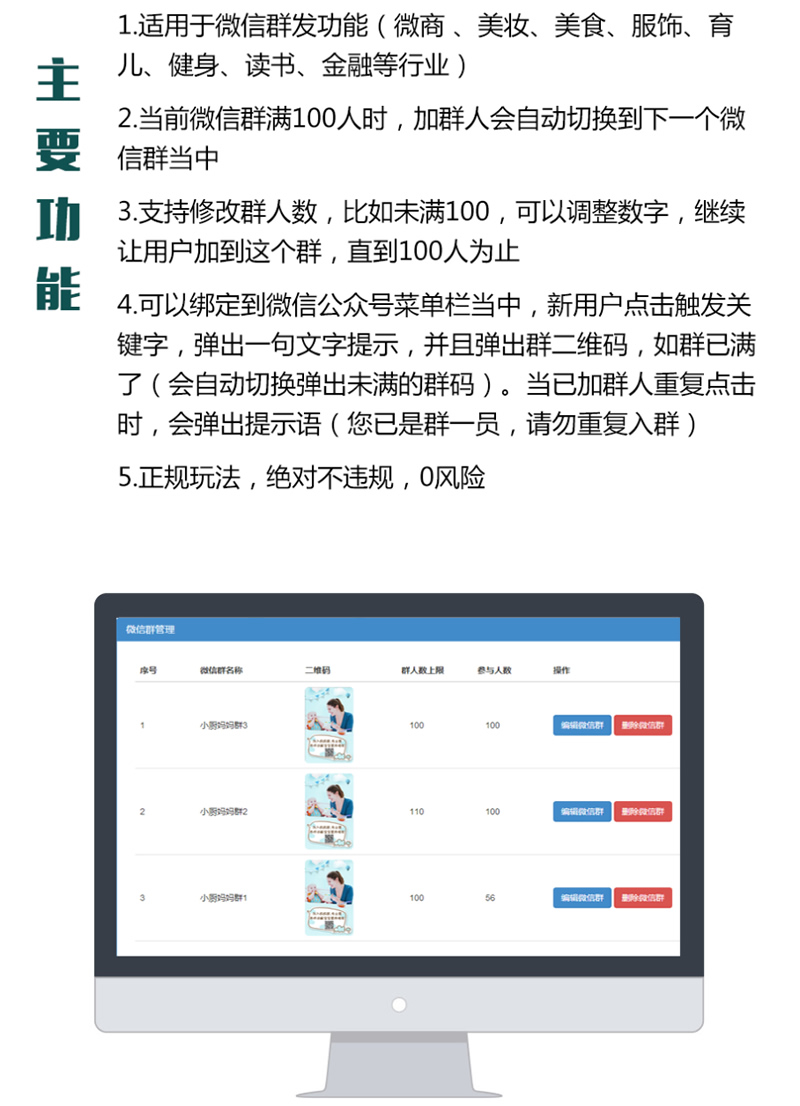 主要功能
1.适用于微信群发功能（微商 、美妆、美食、服饰、育
儿、健身、读书、金融等行业）
2.当前微信群满100人时，加群人会自动切换到下一个微
信群当中
3.支持修改群人数，比如未满100，可以调整数字，继续
让用户加到这个群，直到100人为止
4.可以绑定到微信公众号菜单栏当中，新用户点击触发关
键字，弹出一句文字提示，并且弹出群二维码，如群已满
了（会自动切换弹出未满的群码）。当已加群人重复点击
时，会弹出提示语（您已是群一员，请勿重复入群）
5.正规玩法，绝对不违规，0风险
微信群管理
序号 微信群名称 二维码 群人数上限 参与人数 操作
1 小厨妈妈群3 100 100 编辑微信群 删除微信群
2 小厨妈妈群2 110 100 编辑微信群 删除微信群
3 小厨妈妈群1 100 56 编辑微信群 删除微信群